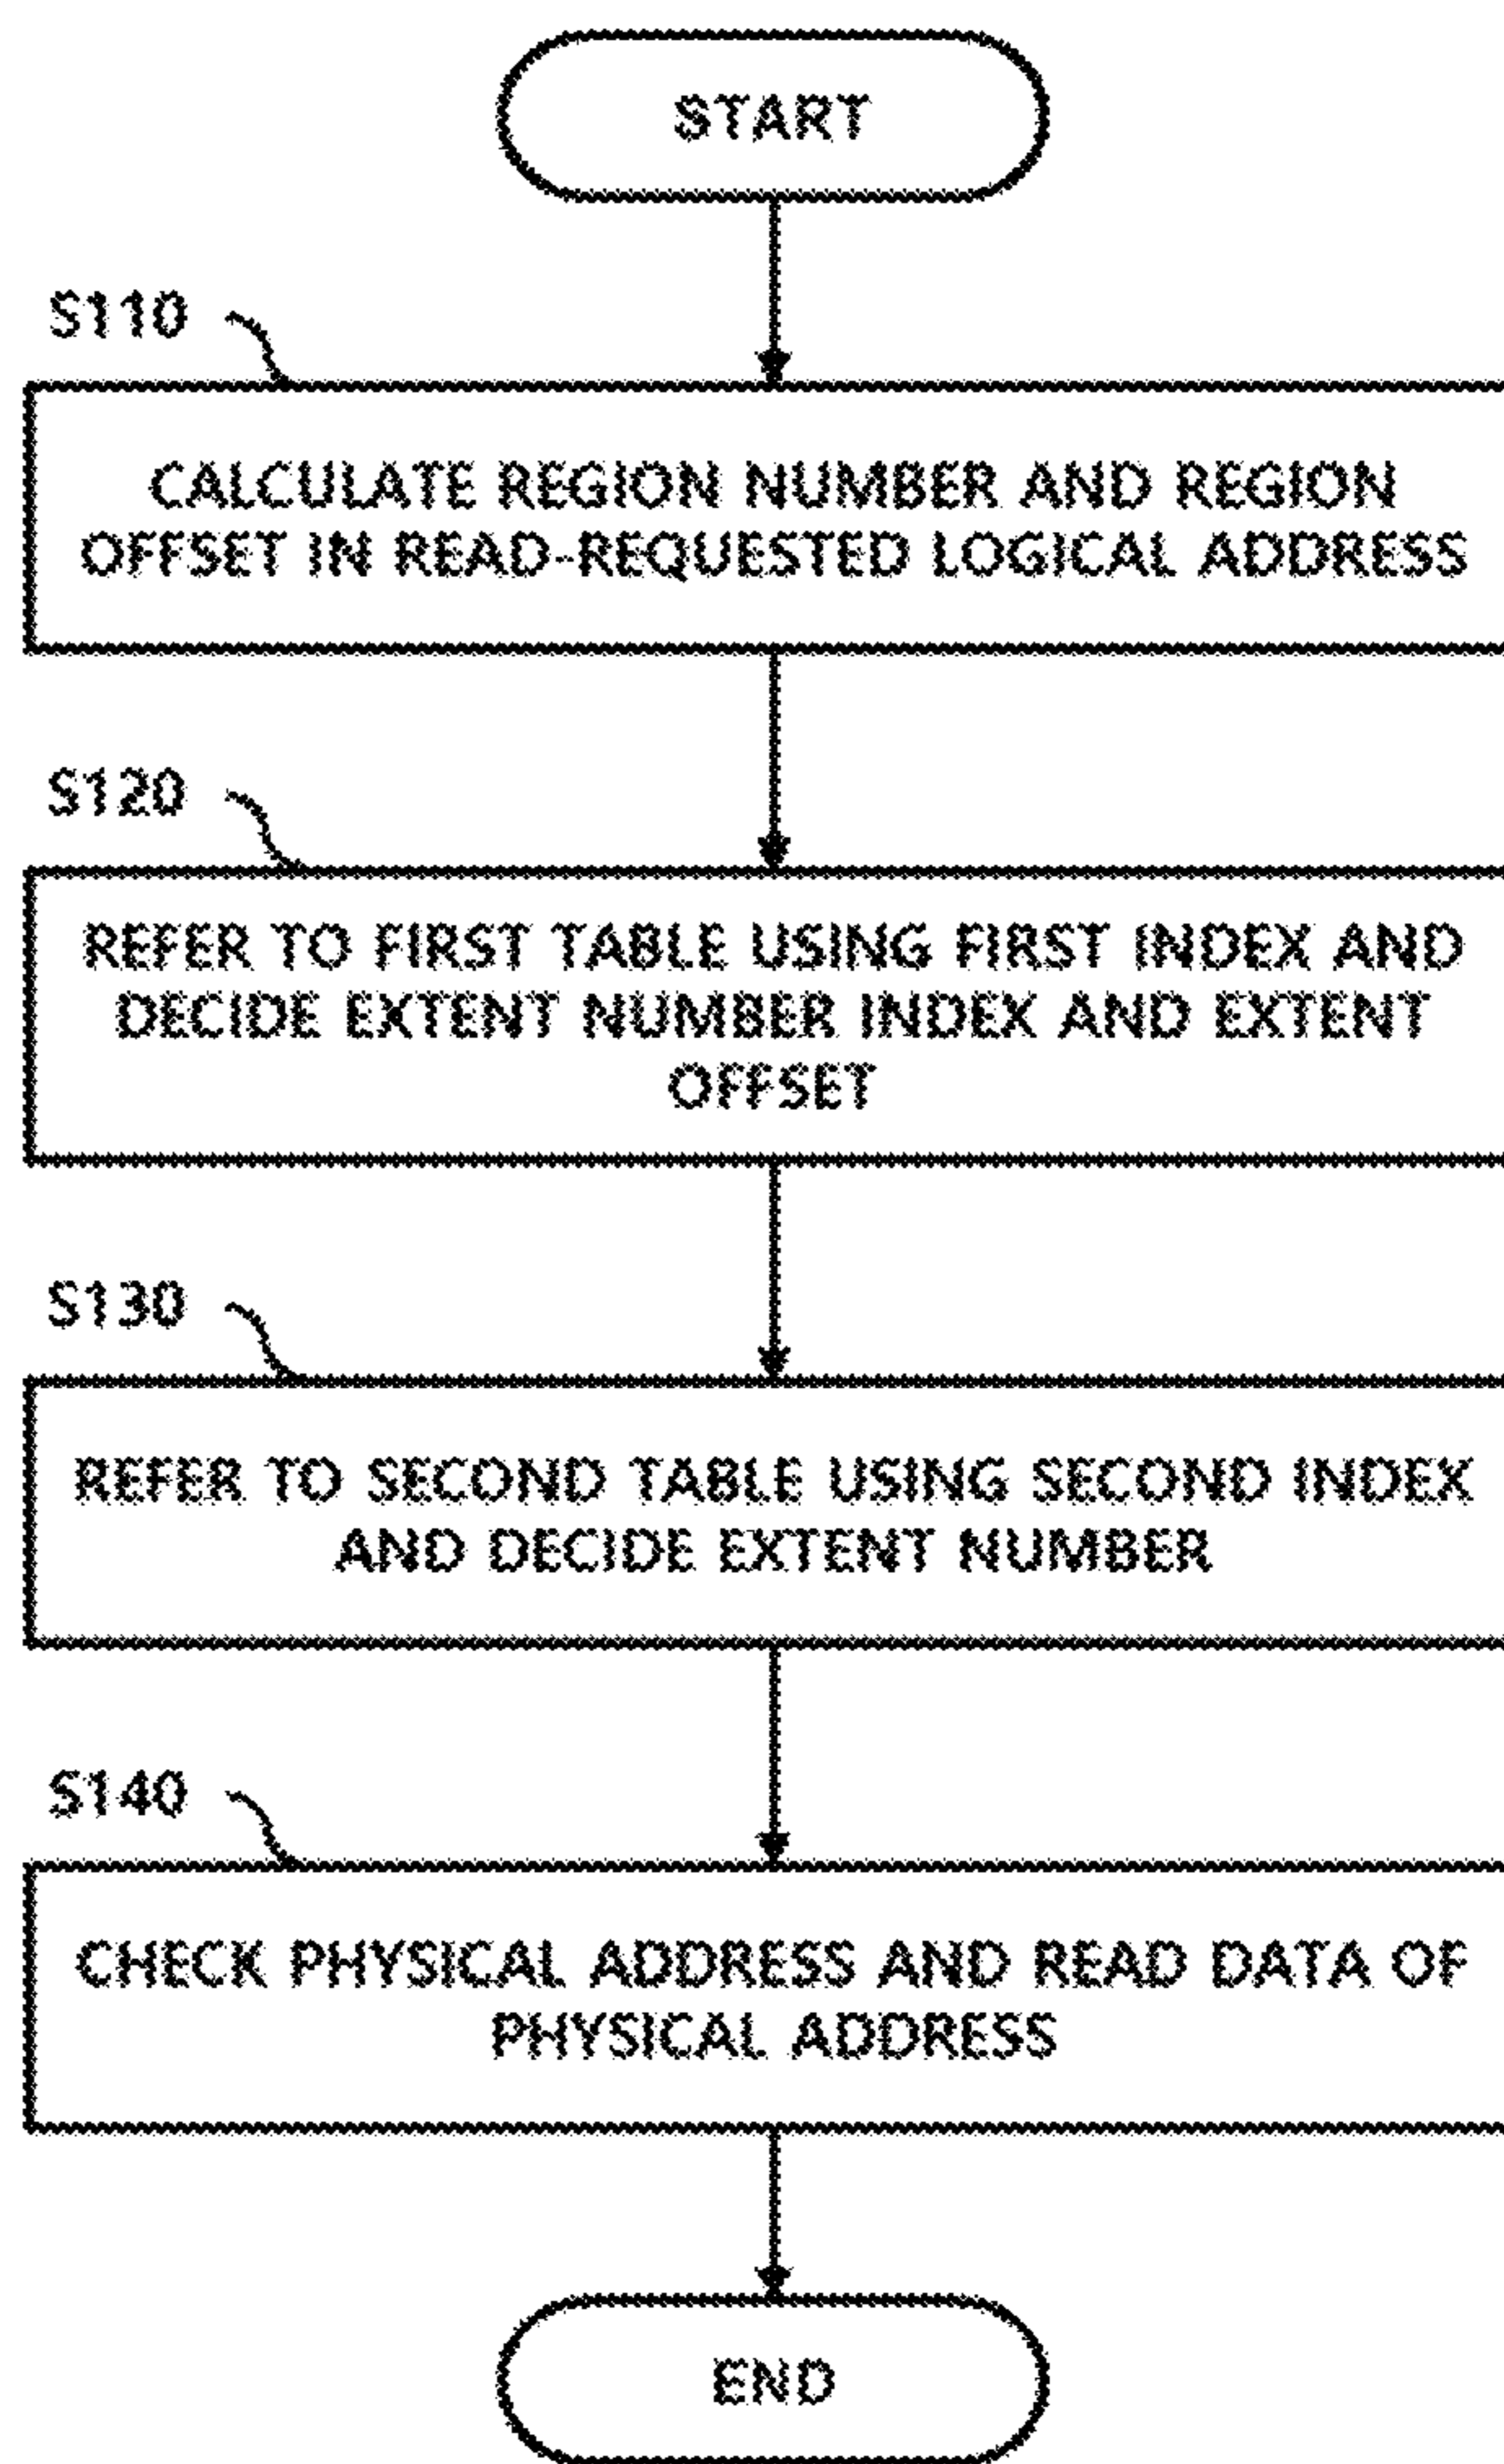 START
S110
CALCULATE REGION NUMBER AND REGION
OFFSET IN READ-REQUESTED LOGICAL ADDRESS
S120
REFER TO FIRST TABLE USING FIRST INDEX AND
DECIDE EXTENT NUMBER INDEX AND EXTENT
OFFSET
S130
REFER TO SECOND TABLE USING SECOND INDEX
AND DECIDE EXTENT NUMBER
S140
CHECK PHYSICAL ADDRESS AND READ DATA OF
PHYSICAL ADDRESS
END